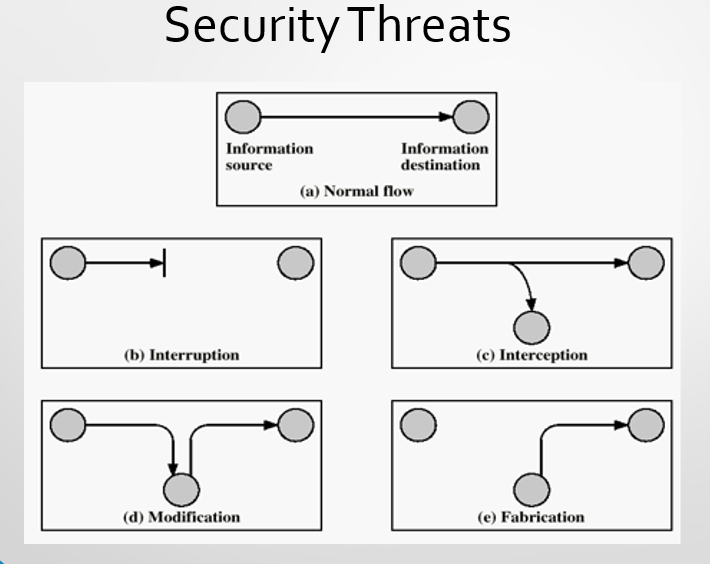 Security Threats
Information
source
Information
destination
(a) Normal flow
(b) Interruption
(c) Interception
(d) Modification
(e) Fabrication